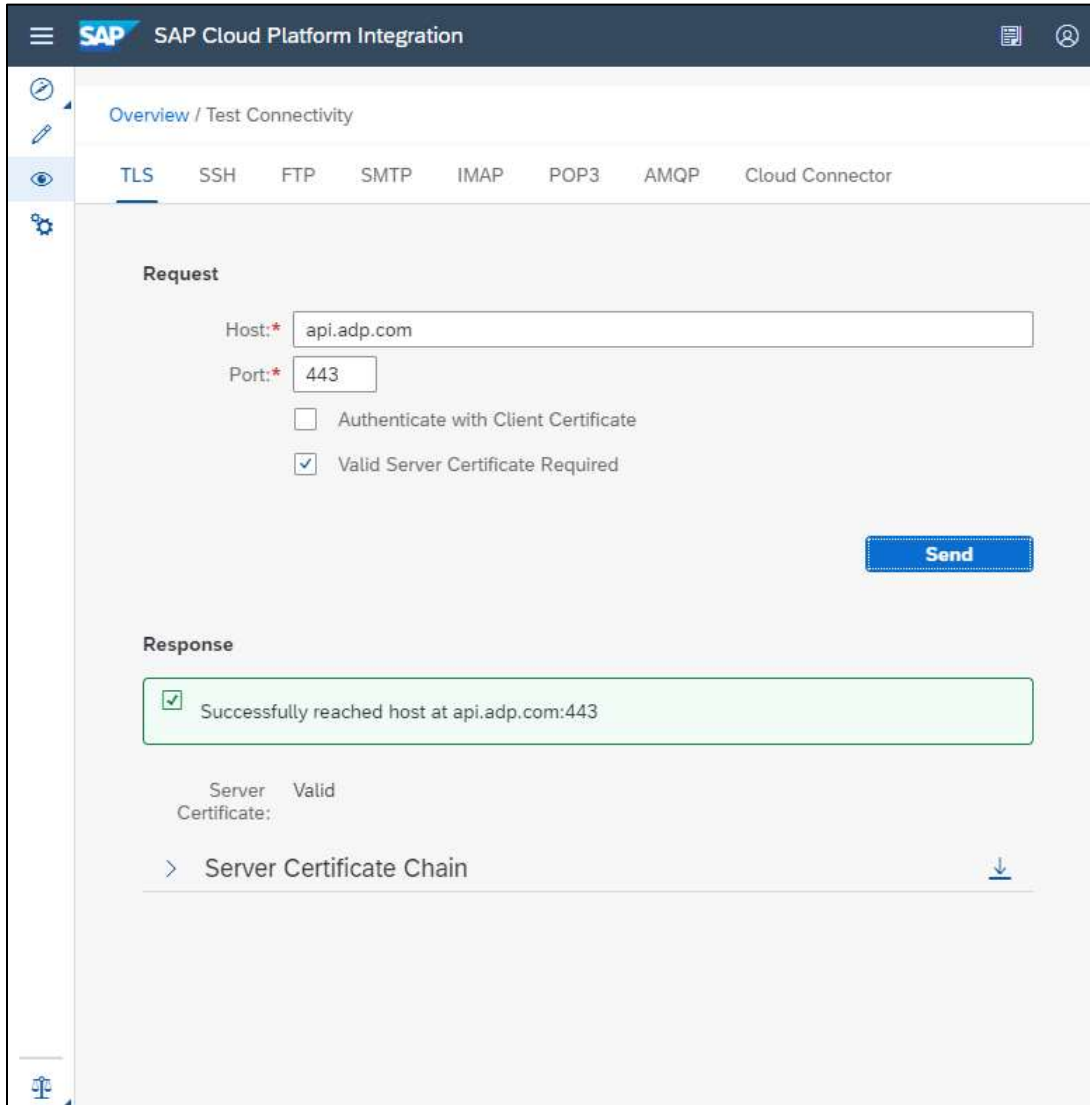 SAP SAP Cloud Platform Integration
Overview / Test Connectivity
TLS SSH FTP SMTP IMAP POP3 AMQP Cloud Connector
Request
Host:* api.adp.com
Port:* 443
Authenticate with Client Certificate
Valid Server Certificate Required
Send
Response
Successfully reached host at api.adp.com:443
Server Valid
Certificate:
Server Certificate Chain